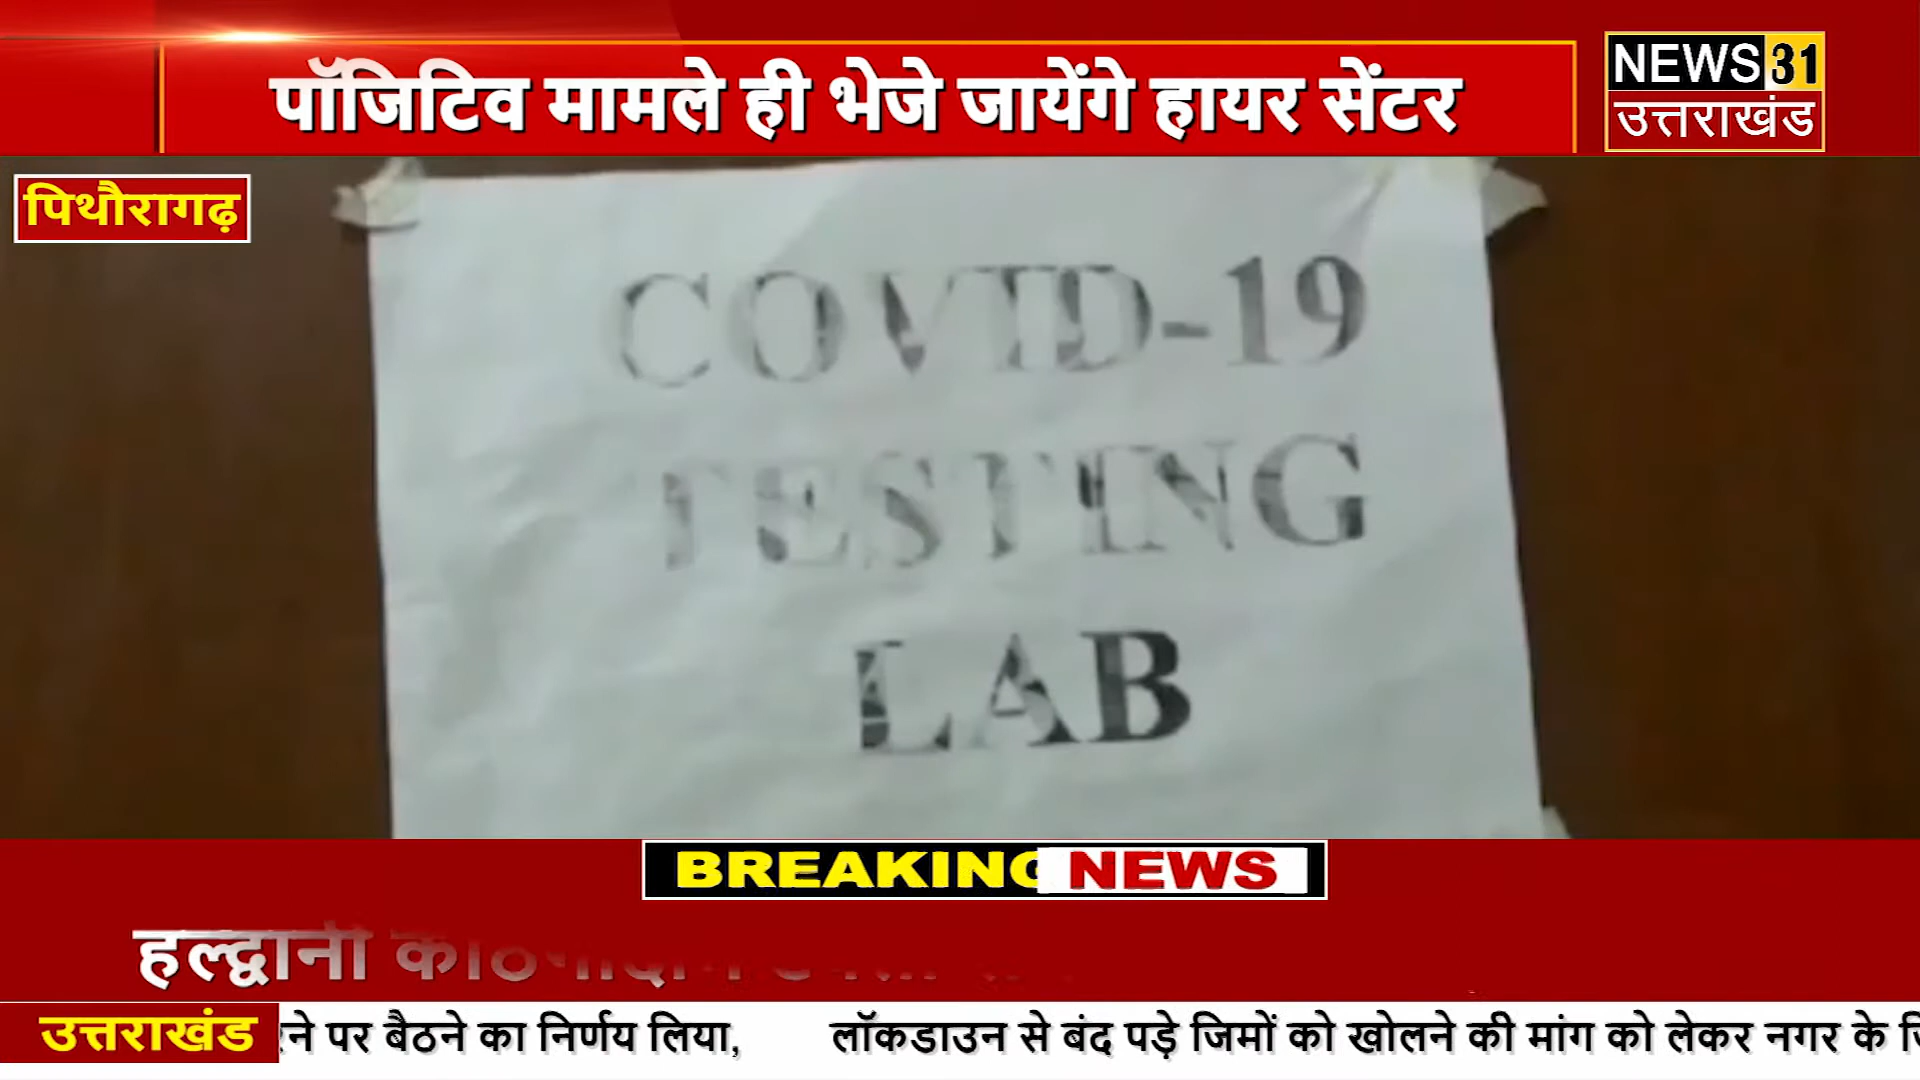 पॉजिटिव मामले ही भेजे जायेंगे हायर सेंटर
NEWS 31
उत्तराखंड
पिथौरागढ़
COVID-19
TESTING
LAB
BREAKING NEWS
हल्द्वानी
उत्तराखंड
पर बैठने का निर्णय लिया, लॉकडाउन से बंद पड़े जिमों को खोलने की मांग को लेकर नगर के